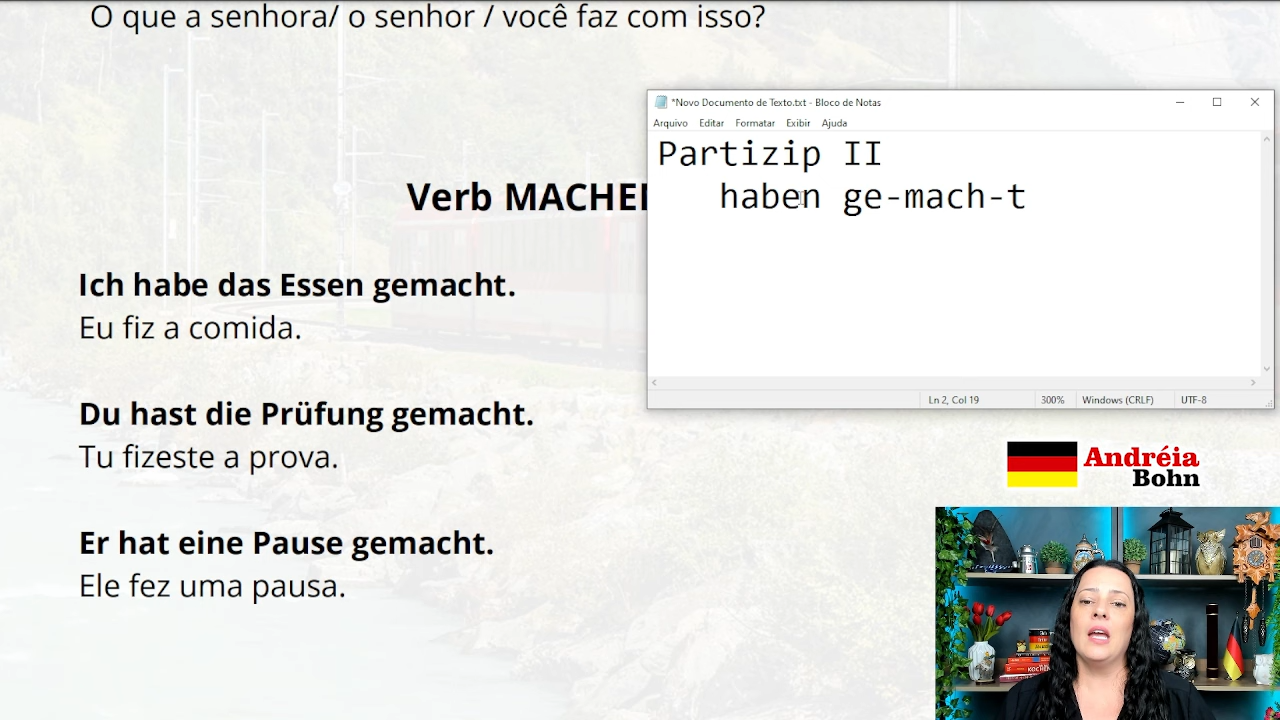 O que a senhora/ o senhor / você faz com isso?
*Novo Documento de Texto.txt - Bloco de Notas
Arquivo Editar Formatar Exibir Ajuda
Partizip II
haben ge-mach-t
Verb MACHEN
Ich habe das Essen gemacht.
Eu fiz a comida.
Du hast die Prüfung gemacht.
Tu fizeste a prova.
Ln 2, Col 19 300% Windows (CRLF) UTF-8
Andréia
Bohn
Er hat eine Pause gemacht.
Ele fez uma pausa.